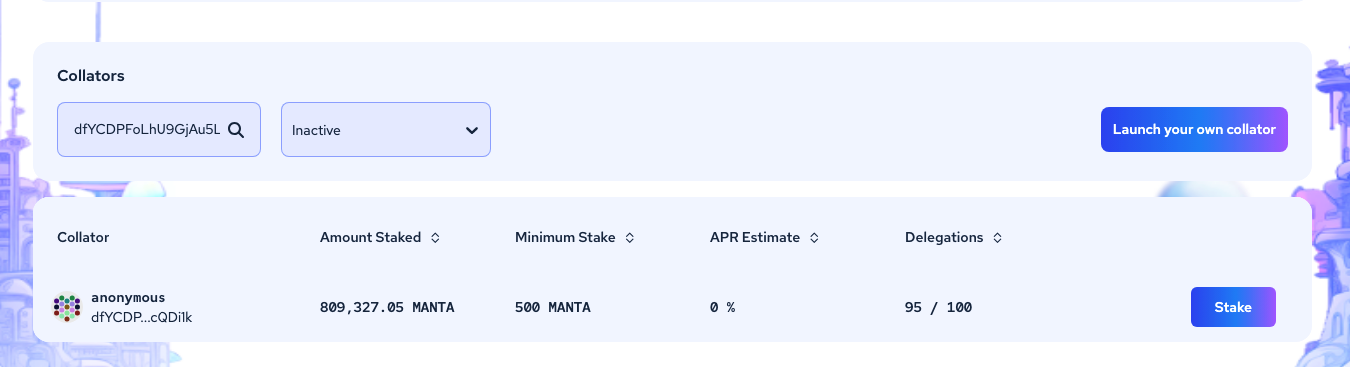 Collators
dfYCDPFoLhU9GjAu5L
Inactive
Launch your own collator
Collator Amount Staked Minimum Stake APR Estimate Delegations
anonymous
dfYCDP...cQDi1k
809,327.05 MANTA 500 MANTA 0 % 95 / 100 Stake